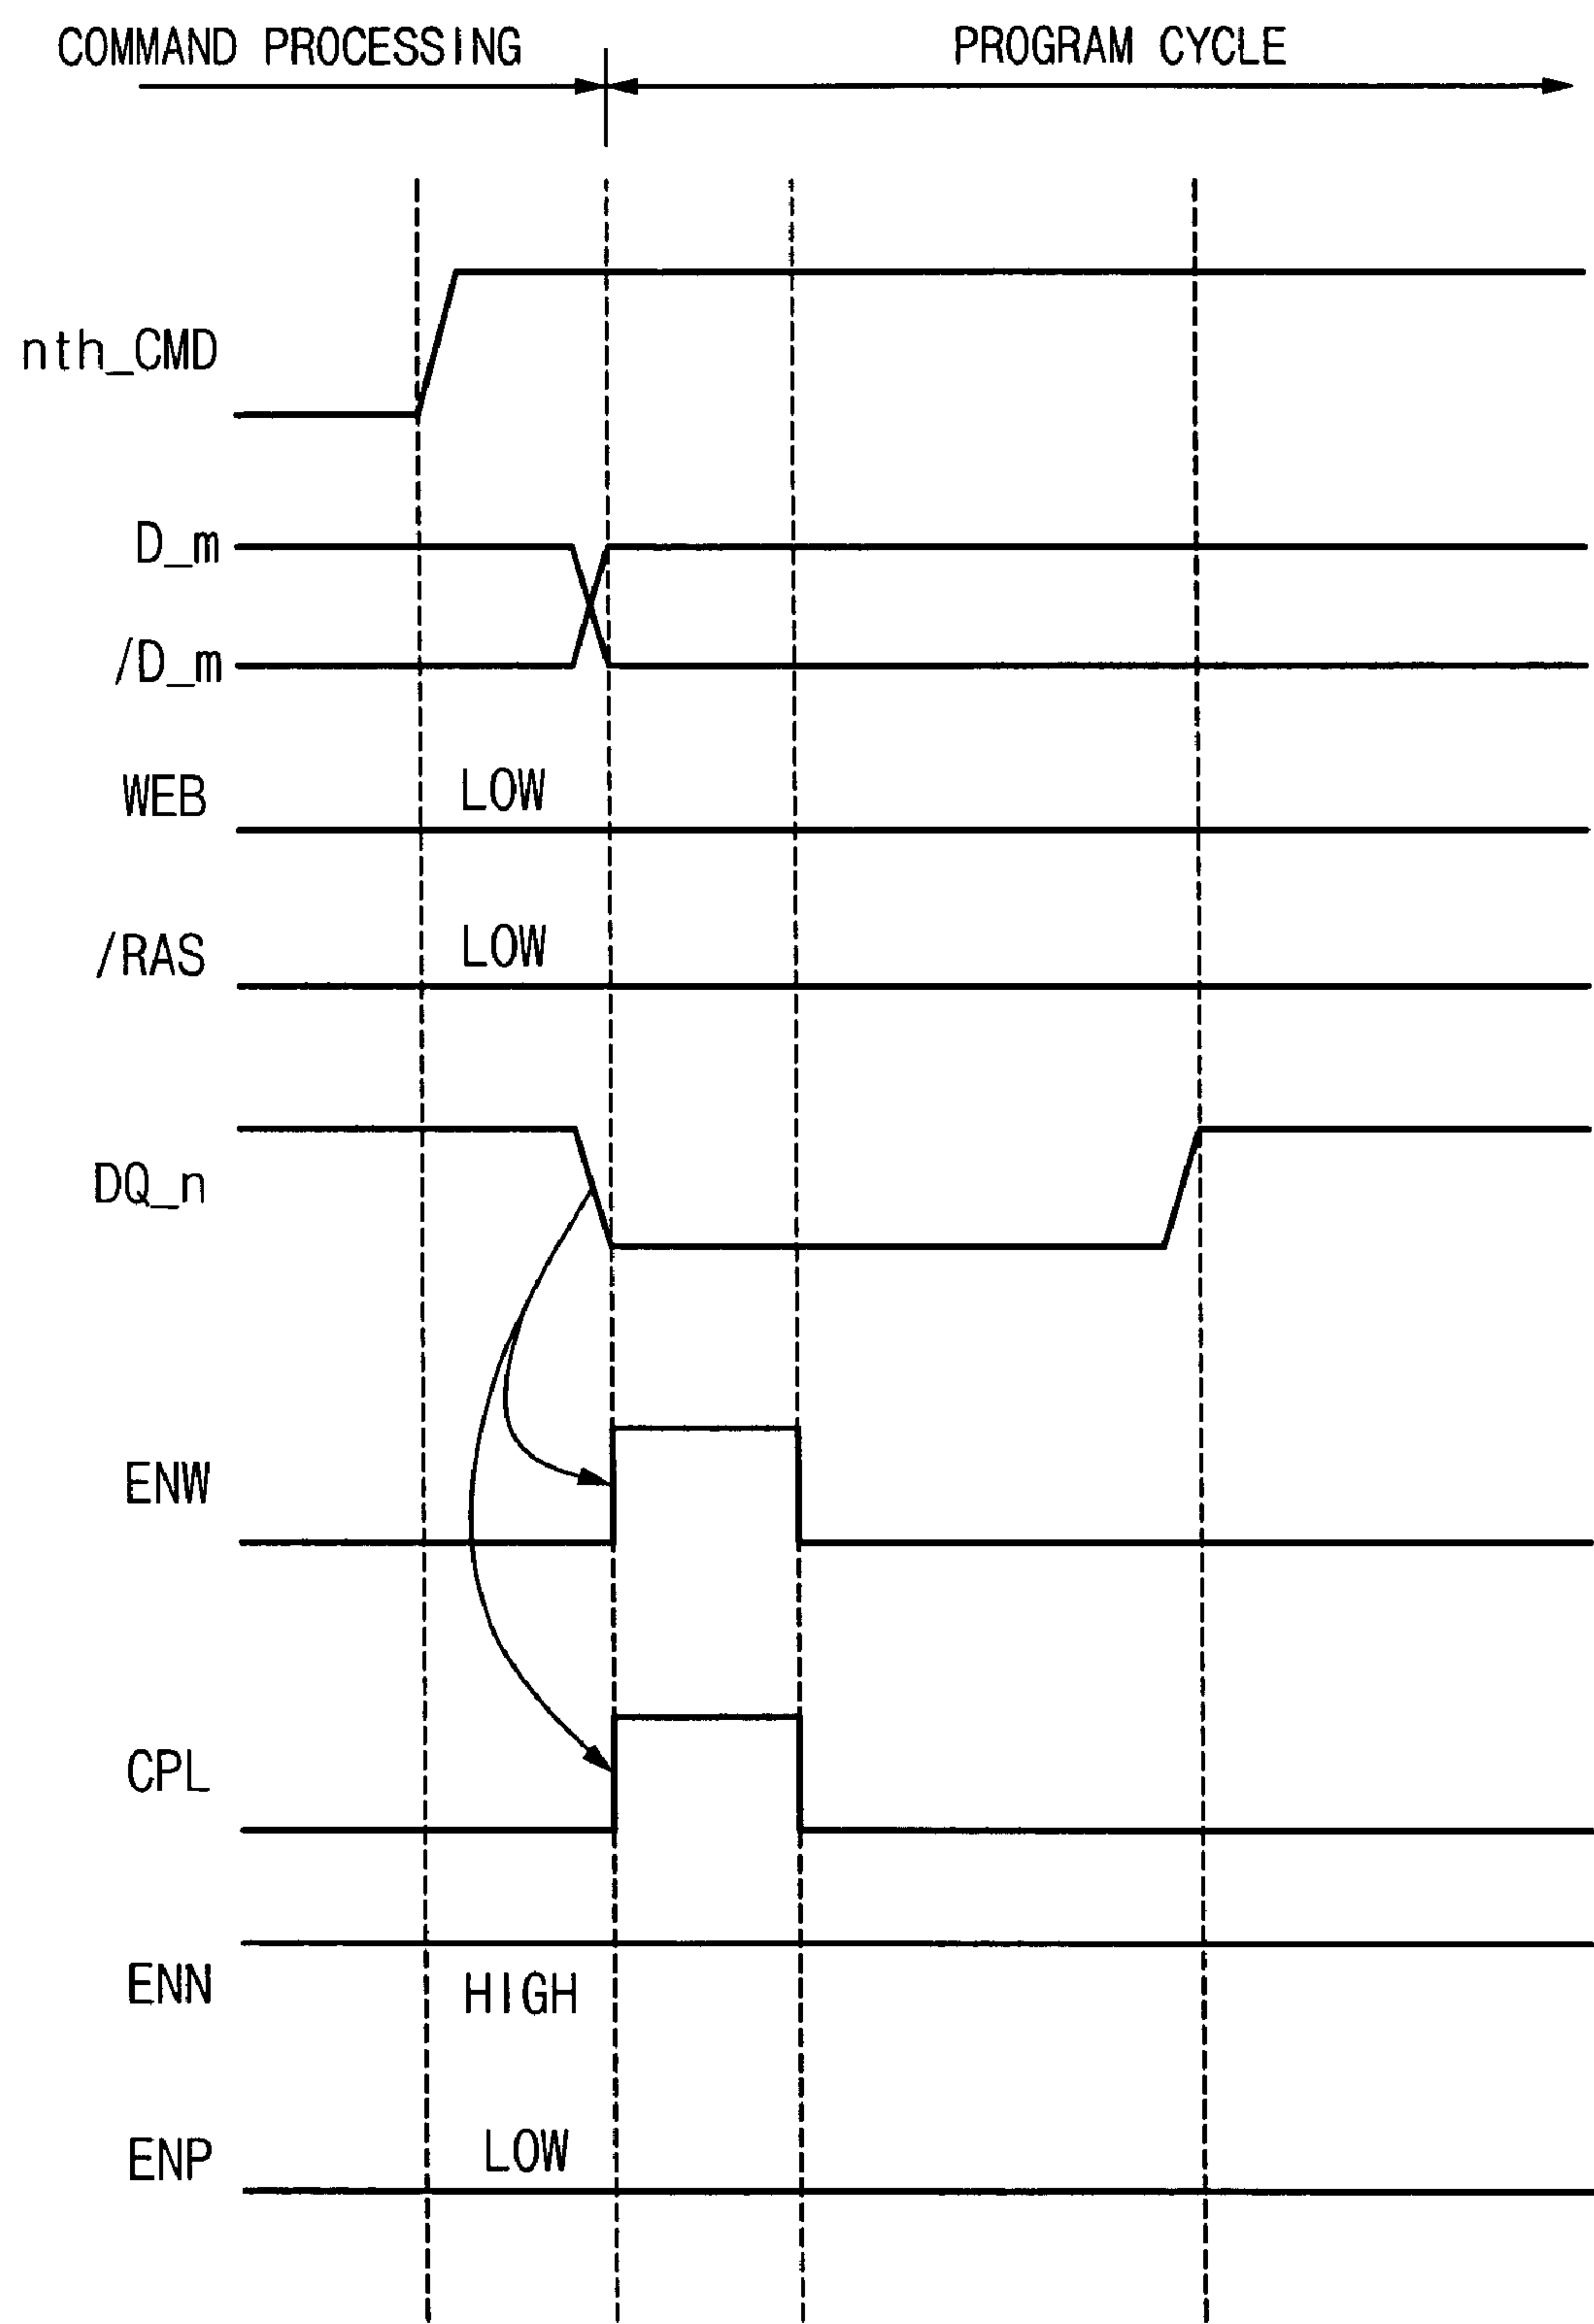 COMMAND PROCESSING
PROGRAM CYCLE
nth_CMD
D_m
/D_m
WEB
LOW
/RAS
LOW
DQ_n
ENW
CPL
ENN
HIGH
ENP
LOW